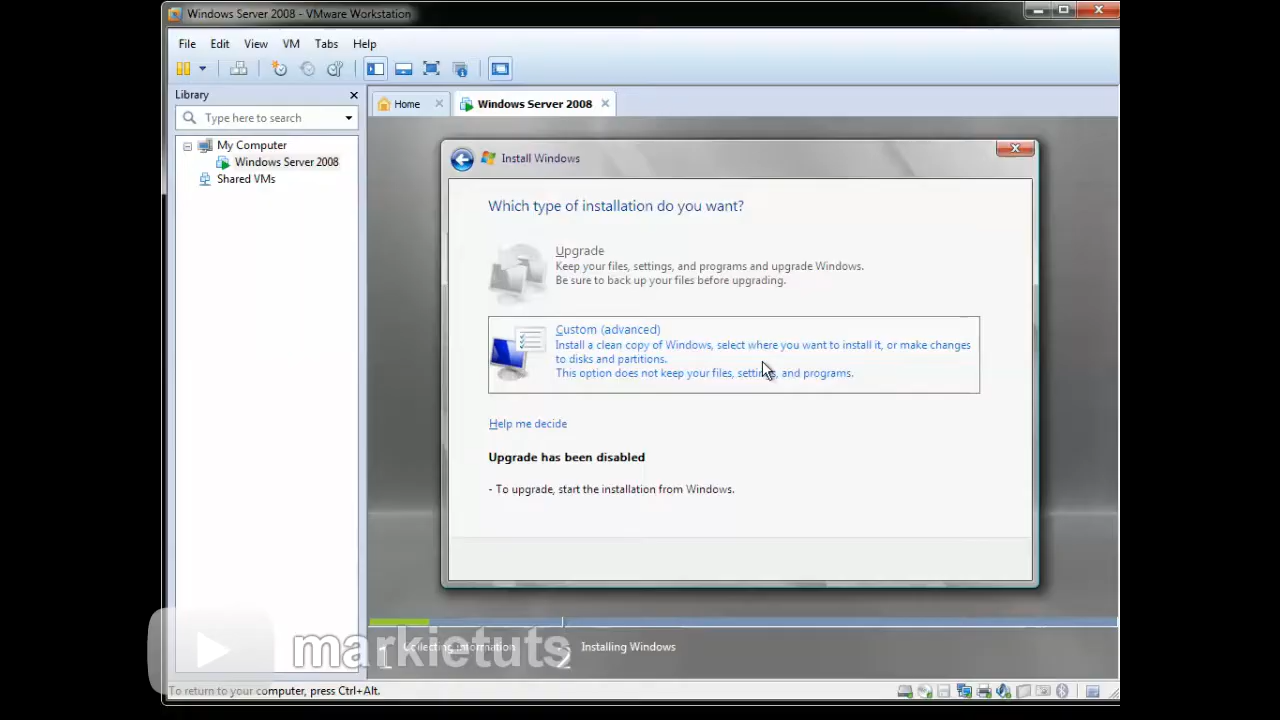 Windows Server 2008 - VMware Workstation
File Edit View VM Tabs Help
Library
Type here to search
My Computer
Windows Server 2008
Shared VMs
Home
Windows Server 2008
Install Windows
Which type of installation do you want?
Upgrade
Keep your files, settings, and programs and upgrade Windows.
Be sure to back up your files before upgrading.
Custom (advanced)
Install a clean copy of Windows, select where you want to install it, or make changes
to disks and partitions.
This option does not keep your files, settings, and programs.
Help me decide
Upgrade has been disabled
- To upgrade, start the installation from Windows.
1 Collecting information
2 Installing Windows
markietuts
To return to your computer, press Ctrl+Alt.